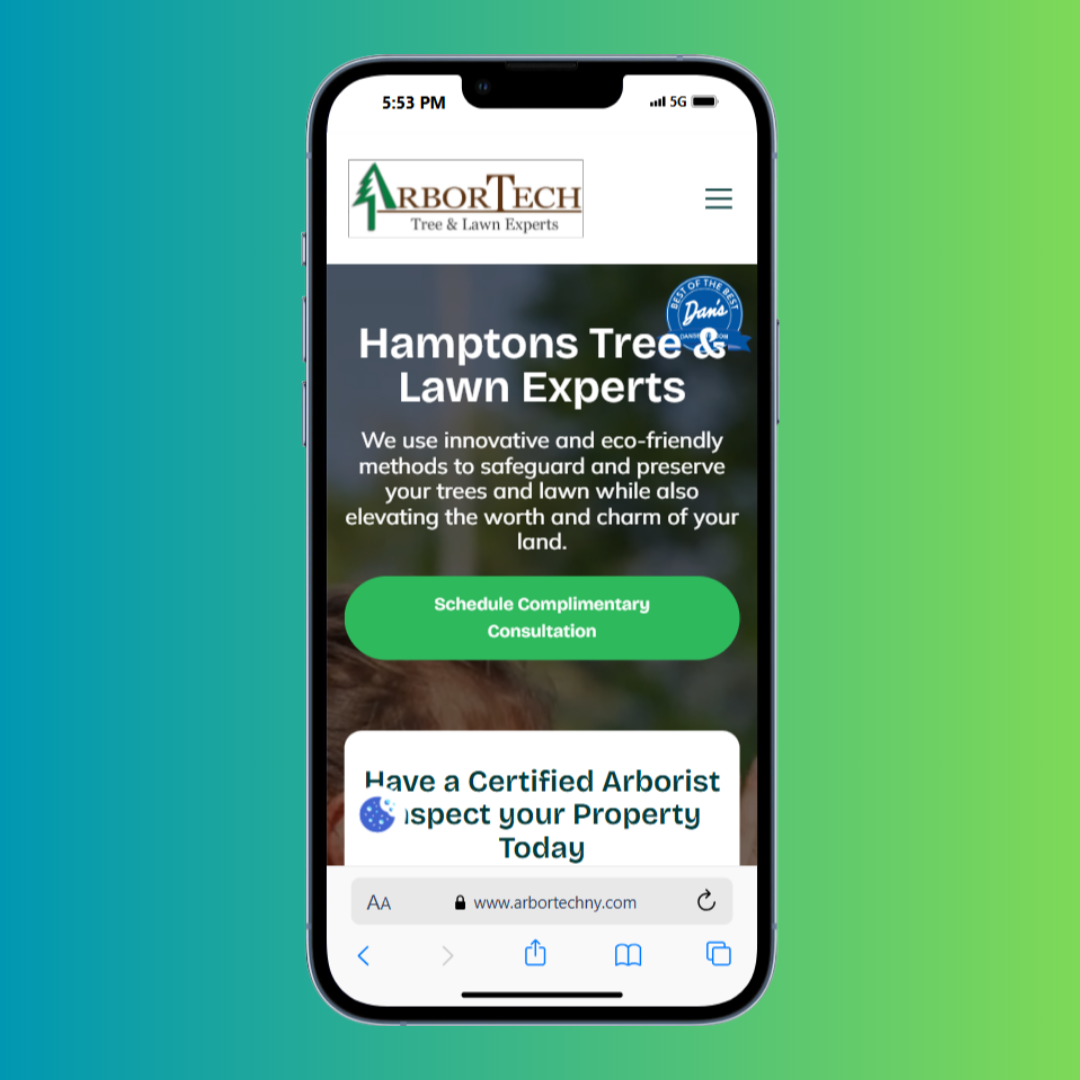 5:53 PM
5G
ARBORTECH
Tree & Lawn Experts
BEST OF THE BEST
Dan's
Hamptons Tree &
Lawn Experts
We use innovative and eco-friendly
methods to safeguard and preserve
your trees and lawn while also
elevating the worth and charm of your
land.
Schedule Complimentary
Consultation
Have a Certified Arborist
nspect your Property
Today
AA
www.arbortechny.com